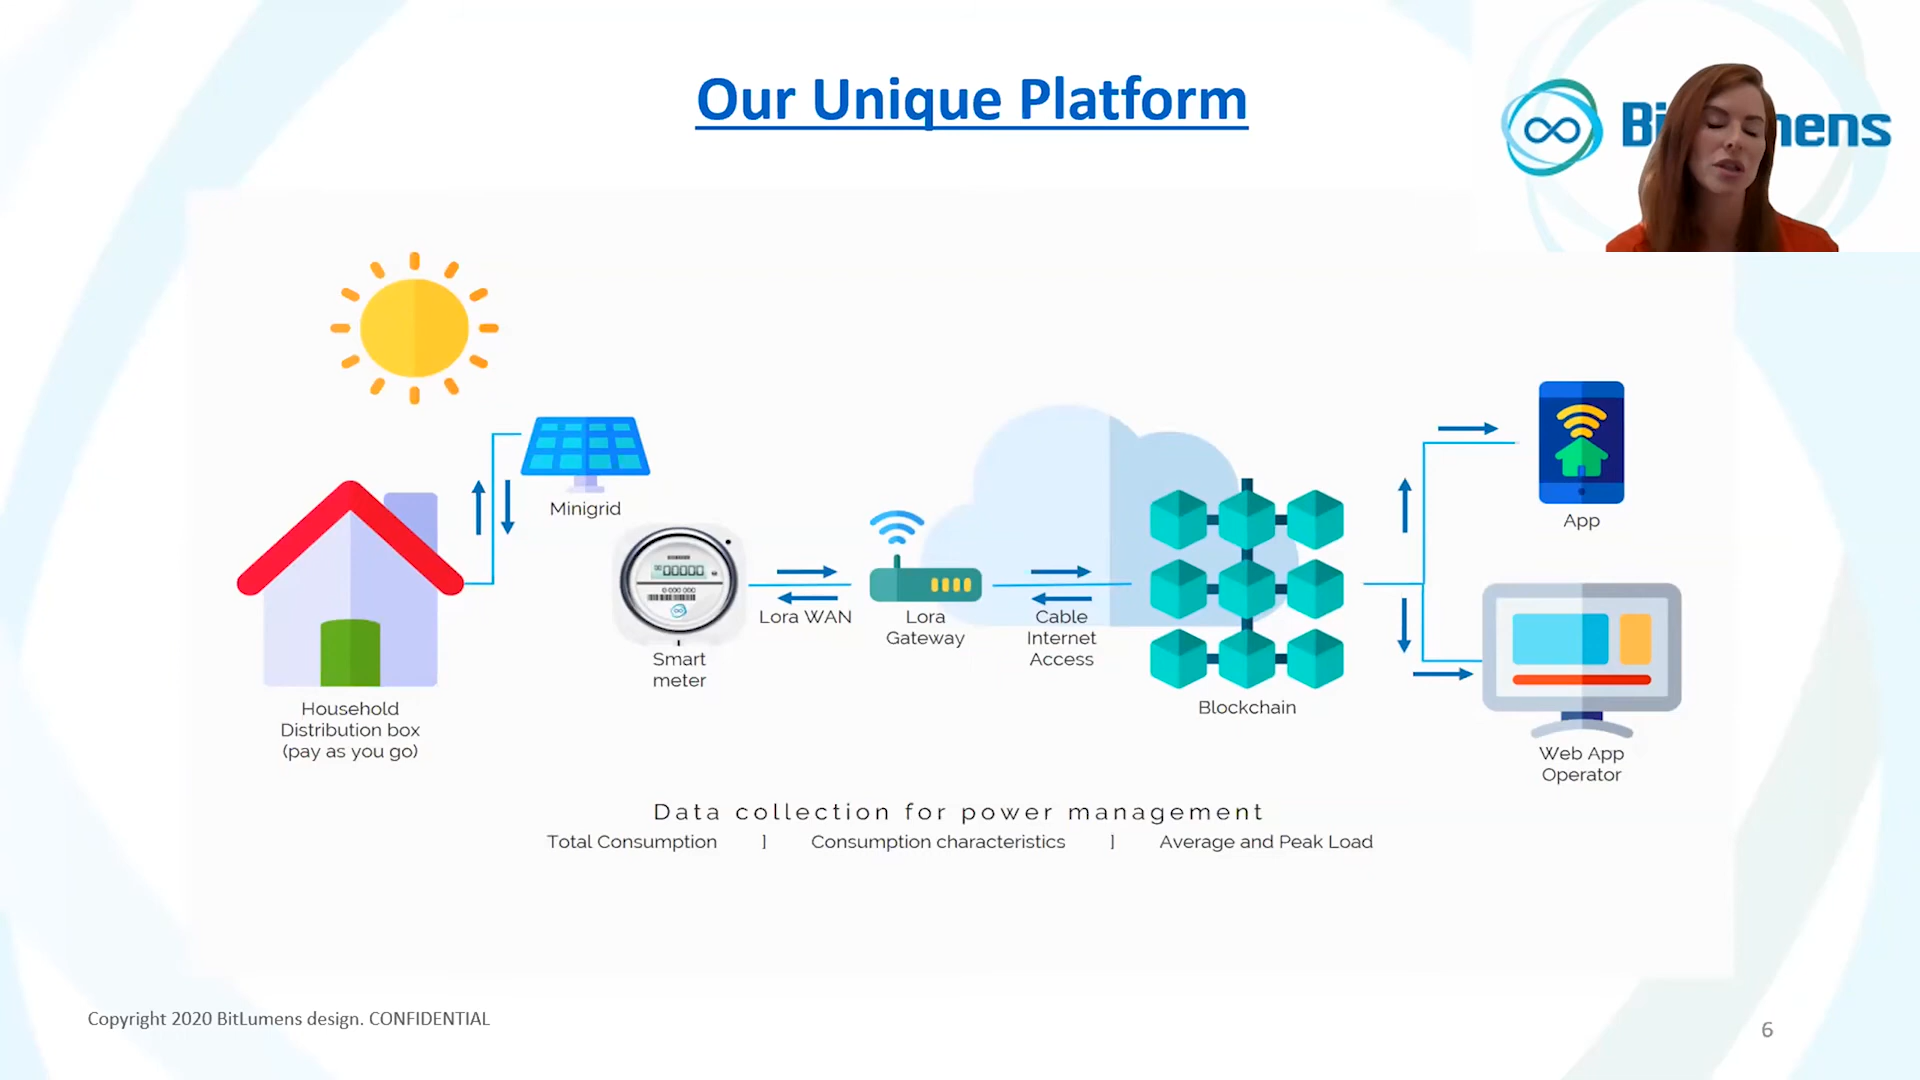 Our Unique Platform
Minigrid
Household
Distribution box
(pay as you go)
00000
Smart
meter
Lora WAN
Lora
Gateway
Cable
Internet
Access
Blockchain
App
Web App
Operator
Data collection for power management
Total Consumption ] Consumption characteristics ] Average and Peak Load
Copyright 2020 BitLumens design. CONFIDENTIAL
6